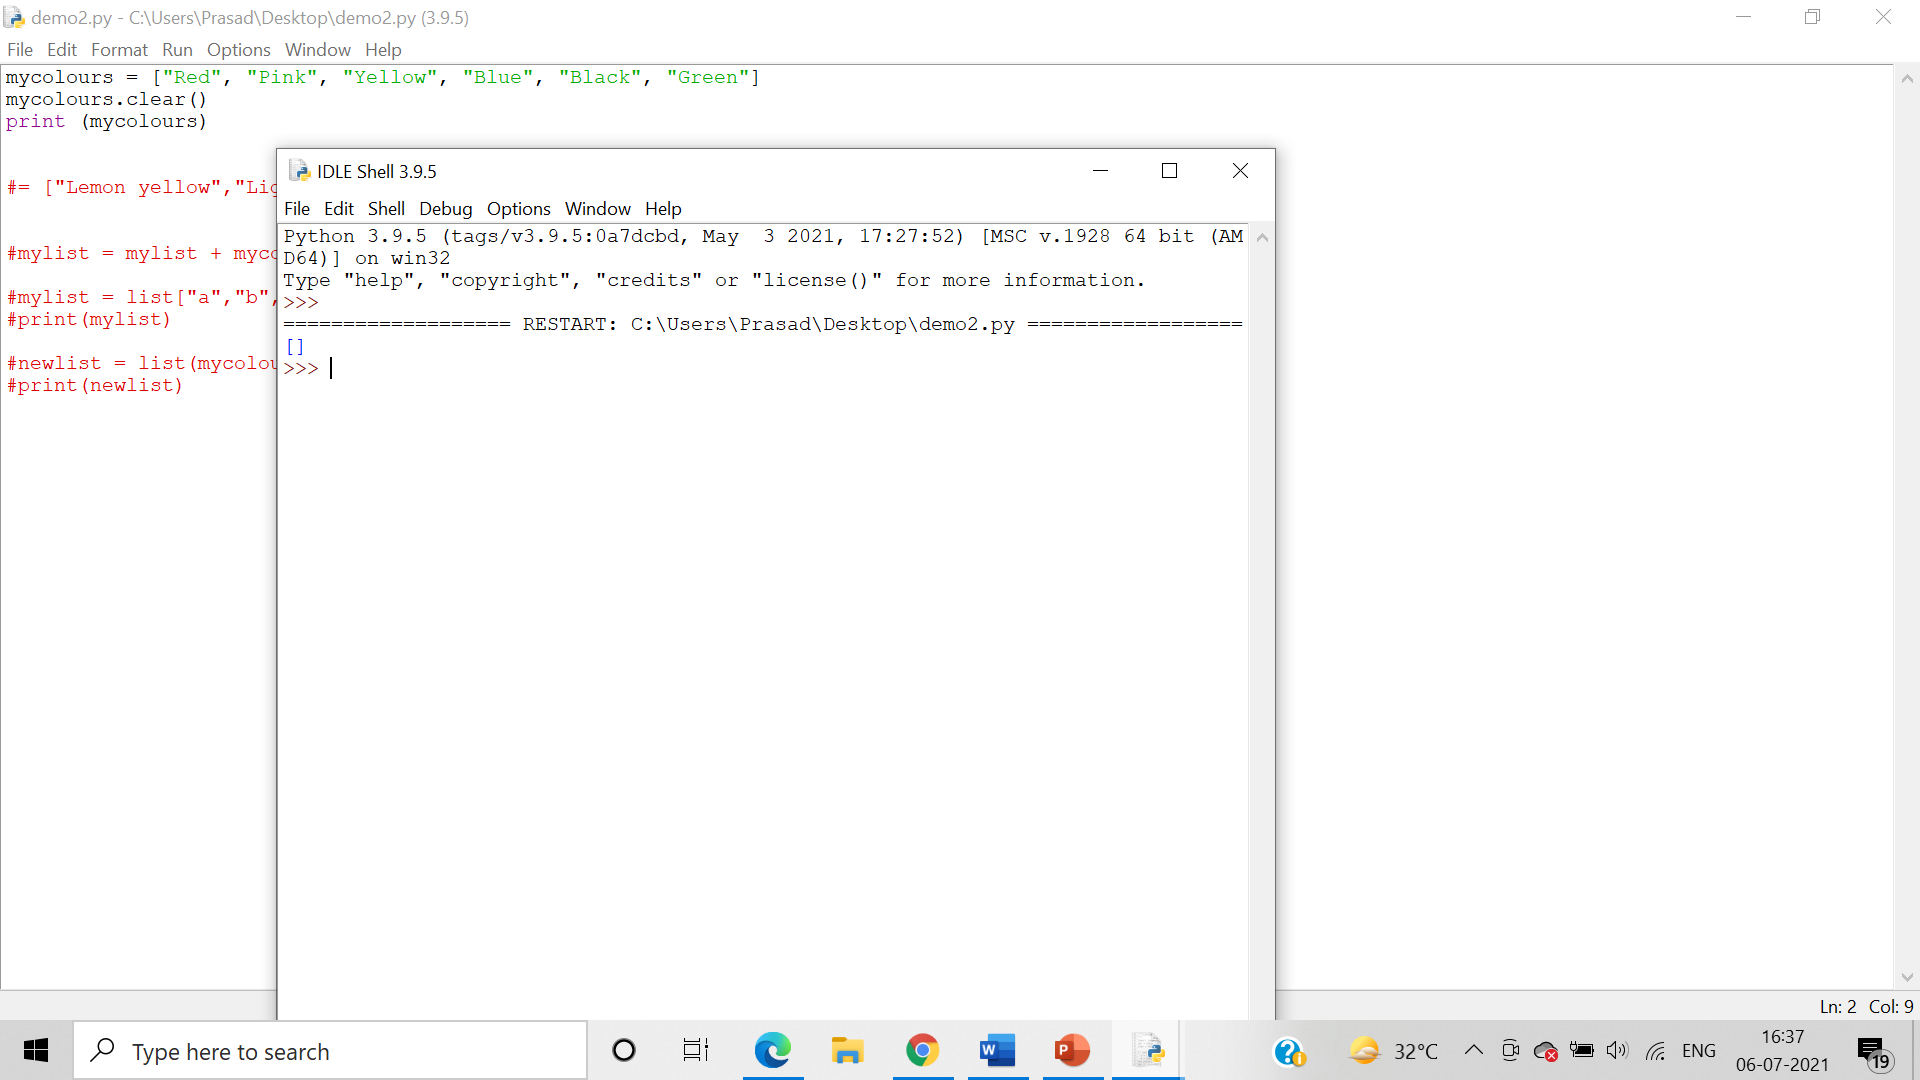 demo2.py - C:\Users\Prasad\Desktop\demo2.py (3.9.5)
File Edit Format Run Options Window Help
mycolours = ["Red", "Pink", "Yellow", "Blue", "Black", "Green"]
mycolours.clear()
print (mycolours)
#= ["Lemon yellow","Lig
#mylist = mylist + myco
#mylist = list["a","b",
#print(mylist)
#newlist = list(mycolou
#print(newlist)
IDLE Shell 3.9.5
File Edit Shell Debug Options Window Help
Python 3.9.5 (tags/v3.9.5:0a7dcbd, May  3 2021, 17:27:52) [MSC v.1928 64 bit (AM
D64)] on win32
Type "help", "copyright", "credits" or "license()" for more information.
>>>
=================== RESTART: C:\Users\Prasad\Desktop\demo2.py ==================
[]
>>>
Ln: 2 Col: 9
Type here to search
32°C
ENG
16:37
06-07-2021
19